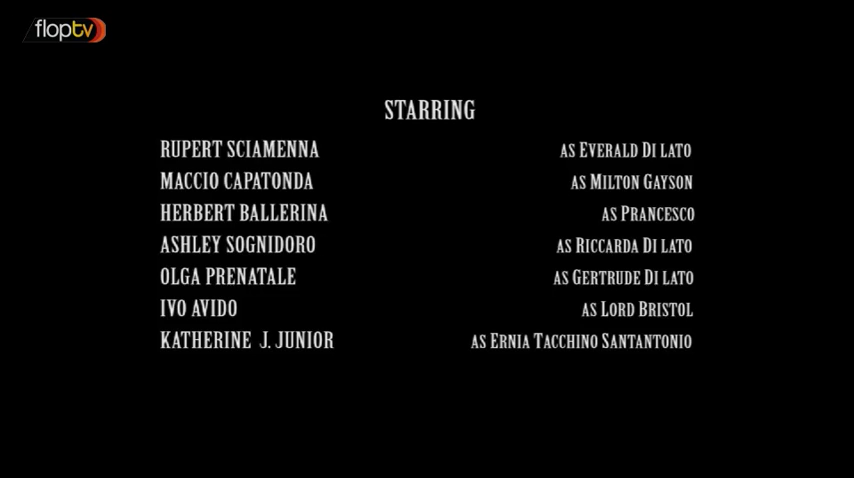 floptv
STARRING
RUPERT SCIAMENNA AS EVERALD DI LATO
MACCIO CAPATONDA AS MILTON GAYSON
HERBERT BALLERINA AS PRANCESCO
ASHLEY SOGNIDORO AS RICCARDA DI LATO
OLGA PRENATALE AS GERTRUDE DI LATO
IVO AVIDO AS LORD BRISTOL
KATHERINE J. JUNIOR AS ERNIA TACCHINO SANTANTONIO